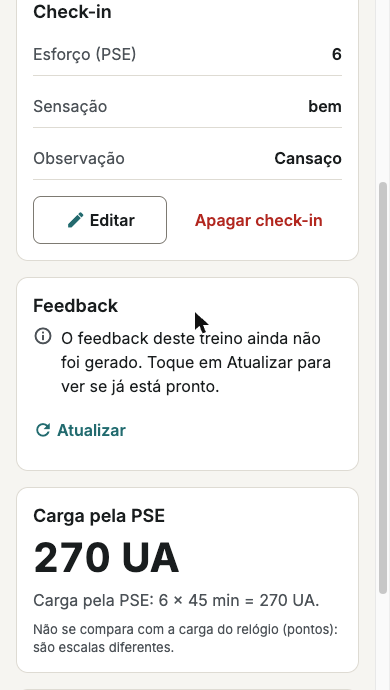 Check-in
Esforço (PSE) 6
Sensação bem
Observação Cansaço
Editar Apagar check-in
Feedback
O feedback deste treino ainda não
foi gerado. Toque em Atualizar para
ver se já está pronto.
Atualizar
Carga pela PSE
270 UA
Carga pela PSE: 6 × 45 min = 270 UA.
Não se compara com a carga do relógio (pontos):
são escalas diferentes.